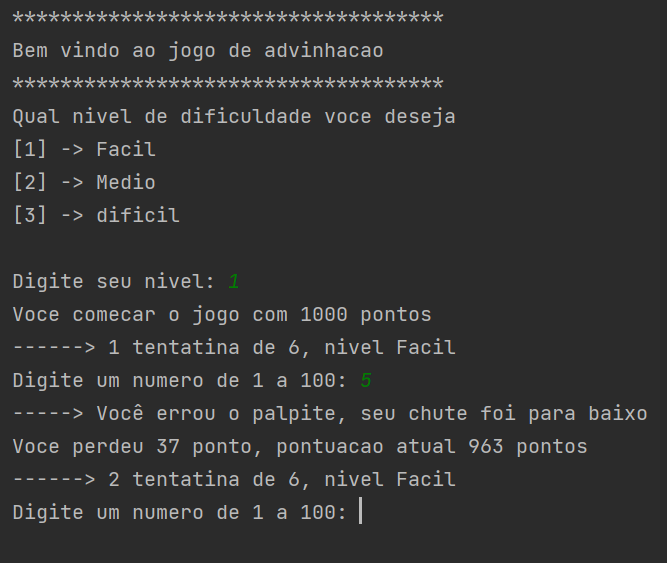 ************************************
Bem vindo ao jogo de advinhacao
************************************
Qual nivel de dificuldade voce deseja
[1] -> Facil
[2] -> Medio
[3] -> dificil
Digite seu nivel: 1
Voce comecar o jogo com 1000 pontos
------> 1 tentatina de 6, nivel Facil
Digite um numero de 1 a 100: 5
-----> Você errou o palpite, seu chute foi para baixo
Voce perdeu 37 ponto, pontuacao atual 963 pontos
------> 2 tentatina de 6, nivel Facil
Digite um numero de 1 a 100: